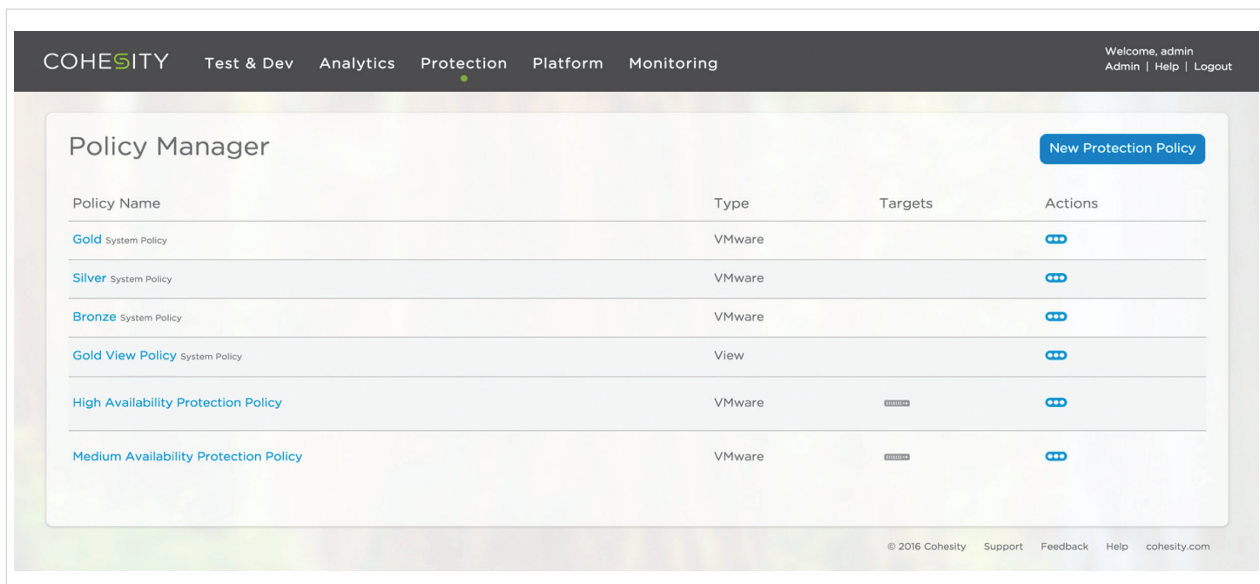 COHESITY Test & Dev Analytics Protection Platform Monitoring
Welcome, admin
Admin | Help | Logout
Policy Manager
New Protection Policy
Policy Name Type Targets Actions
Gold System Policy VMware
Silver System Policy VMware
Bronze System Policy VMware
Gold View Policy System Policy View
High Availability Protection Policy VMware
Medium Availability Protection Policy VMware
© 2016 Cohesity Support Feedback Help cohesity.com